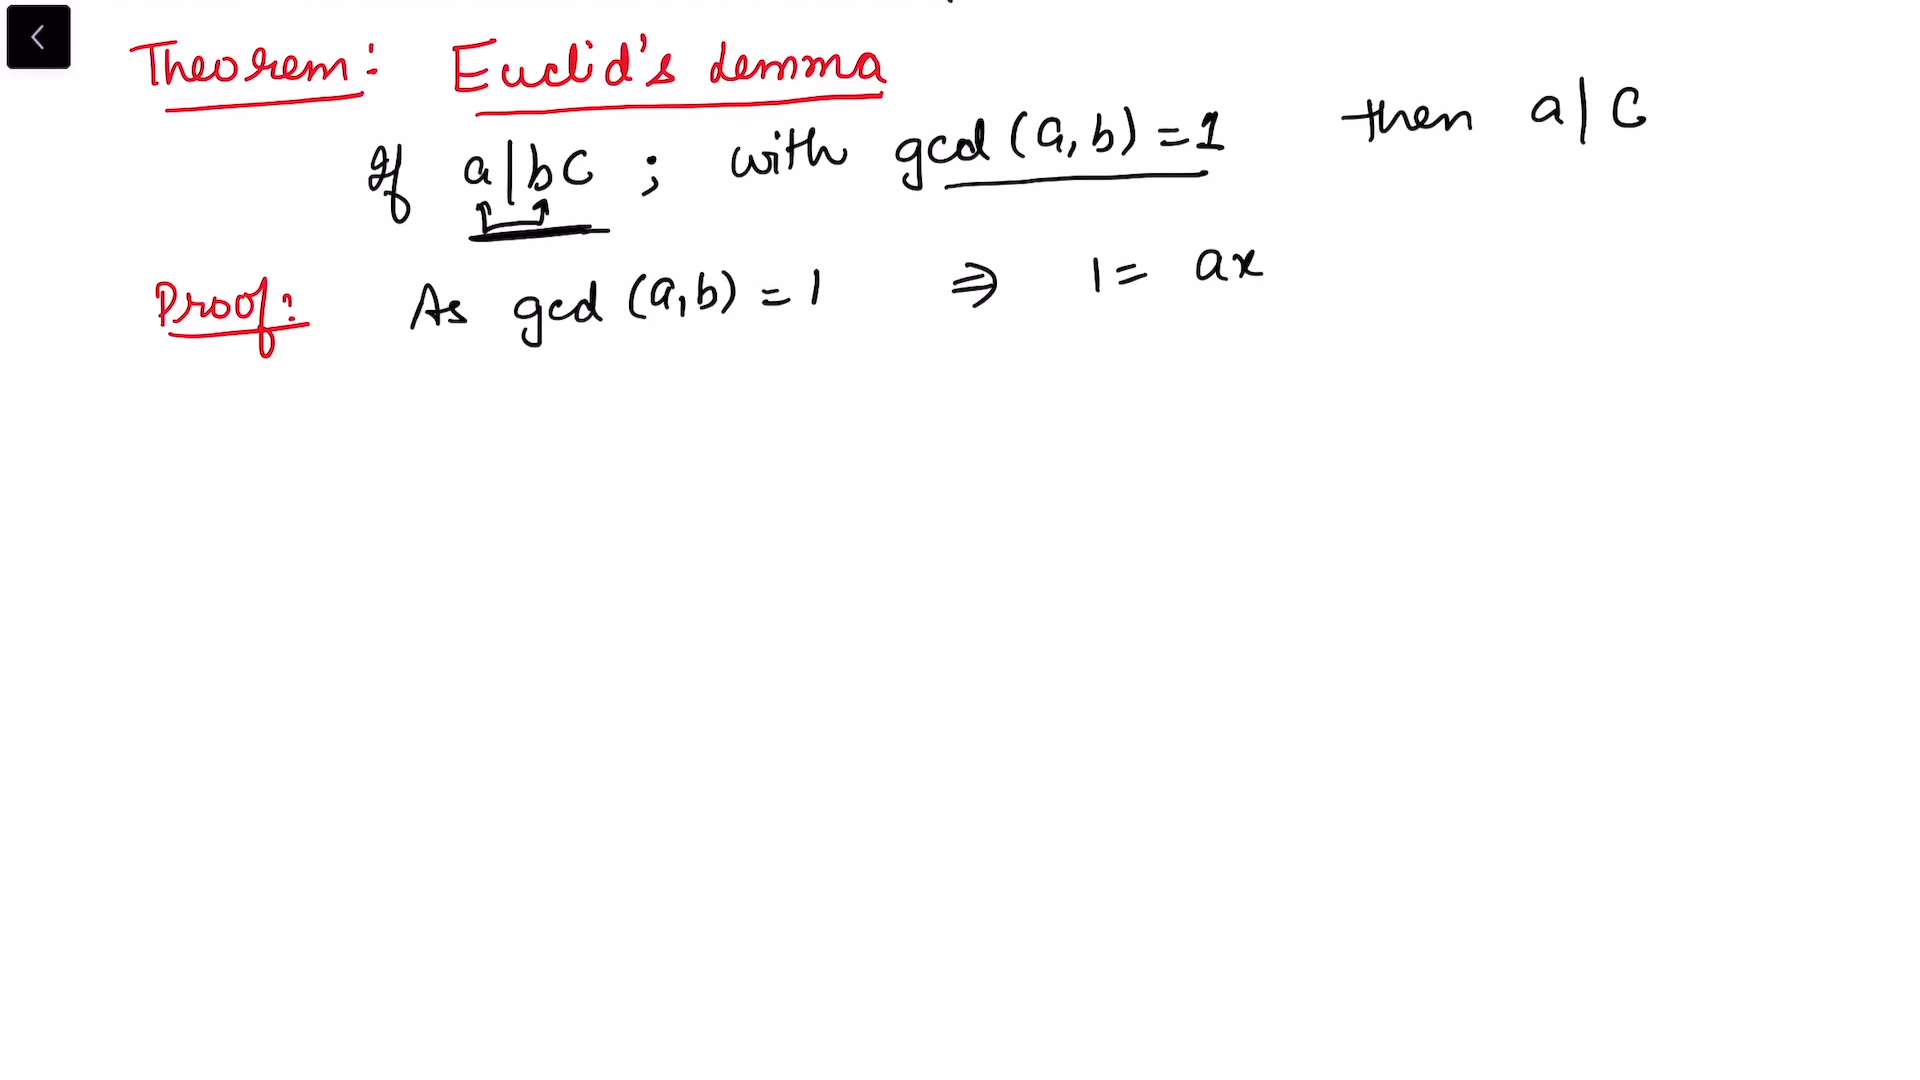 Theorem: Euclid's Lemma
If a|bc ; with gcd (a,b) = 1 then a|c
Proof: As gcd (a,b) = 1 ⇒ 1 = ax